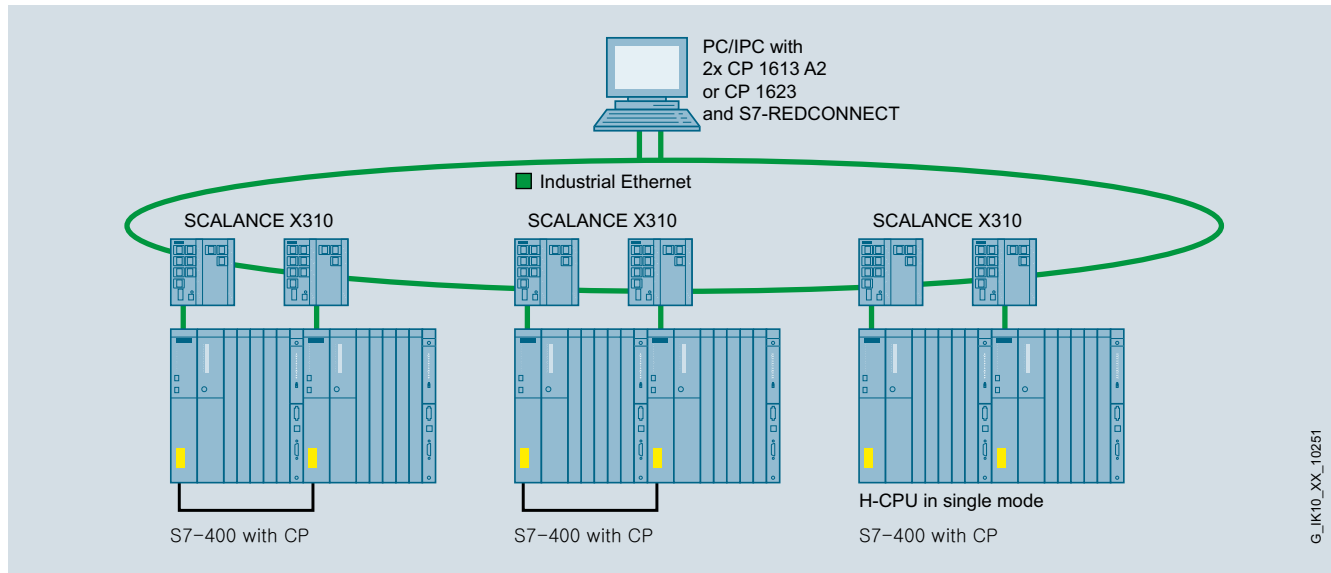 PC/IPC with
2x CP 1613 A2
or CP 1623
and S7-REDCONNECT
Industrial Ethernet
SCALANCE X310
SCALANCE X310
SCALANCE X310
H-CPU in single mode
S7-400 with CP
S7-400 with CP
S7-400 with CP
G_IK10_XX_10251